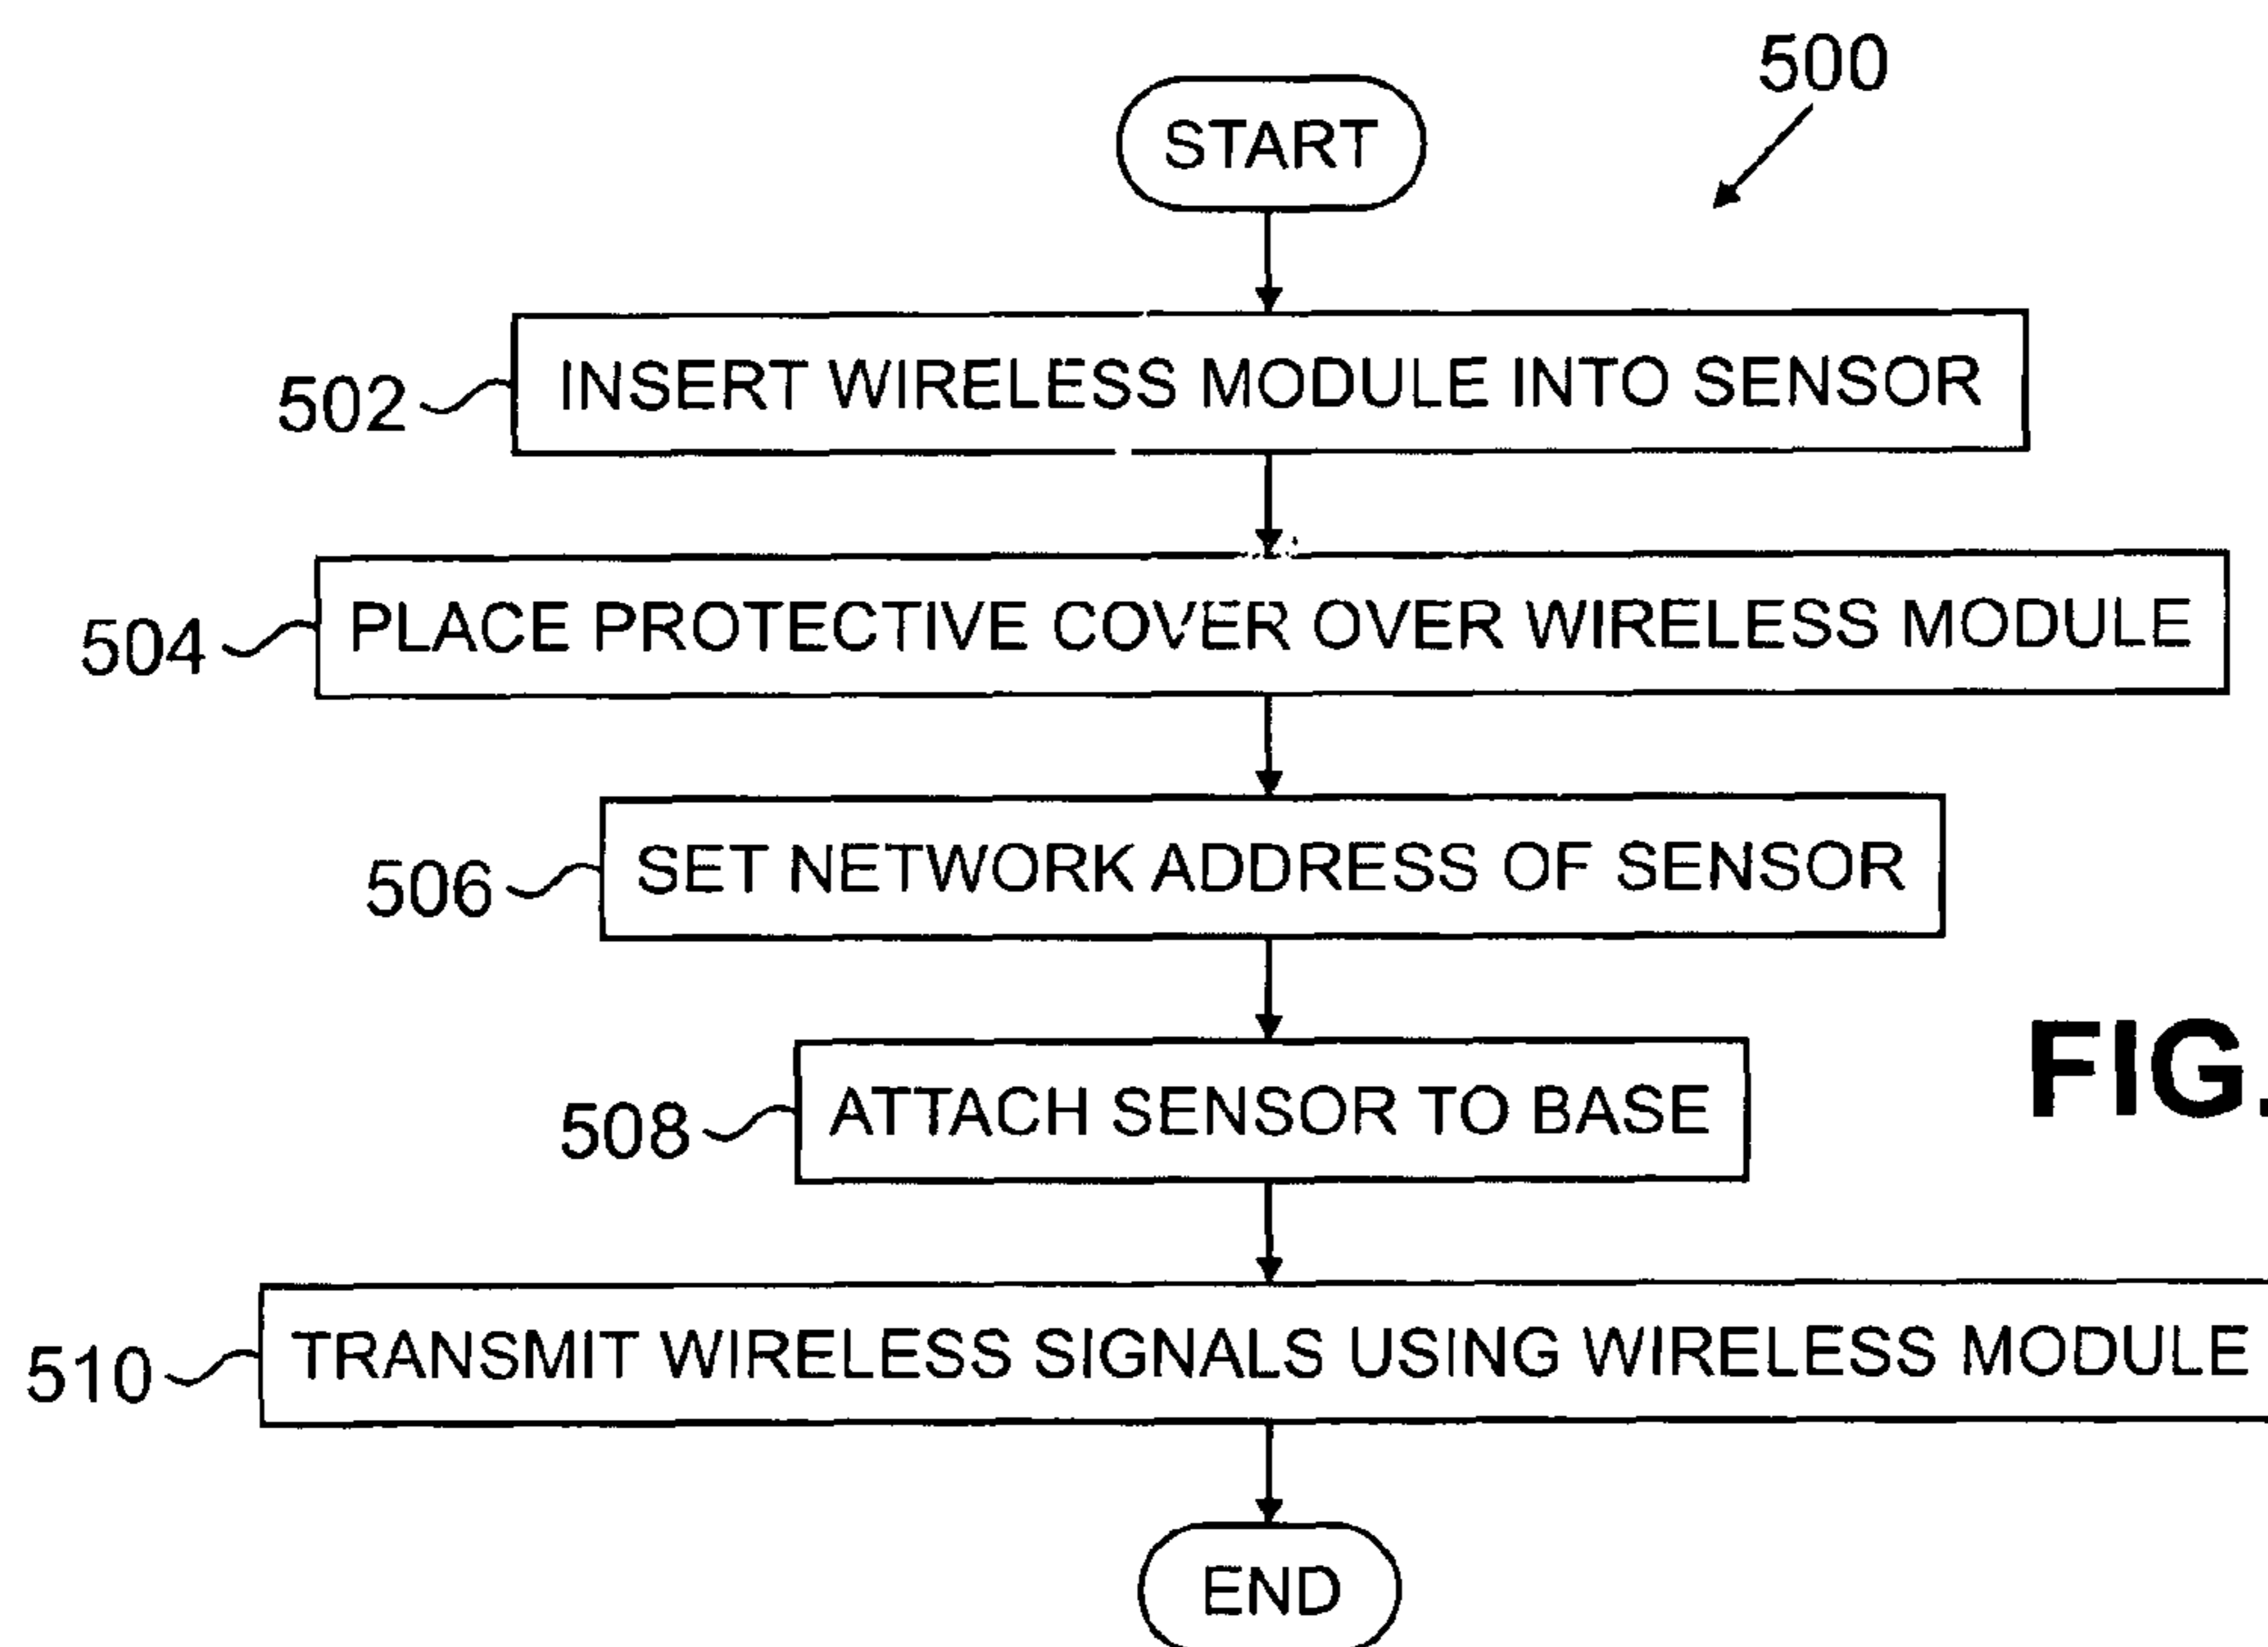 500
START
502
INSERT WIRELESS MODULE INTO SENSOR
504
PLACE PROTECTIVE COVER OVER WIRELESS MODULE
506
SET NETWORK ADDRESS OF SENSOR
FIG.
508
ATTACH SENSOR TO BASE
510
TRANSMIT WIRELESS SIGNALS USING WIRELESS MODULE
END